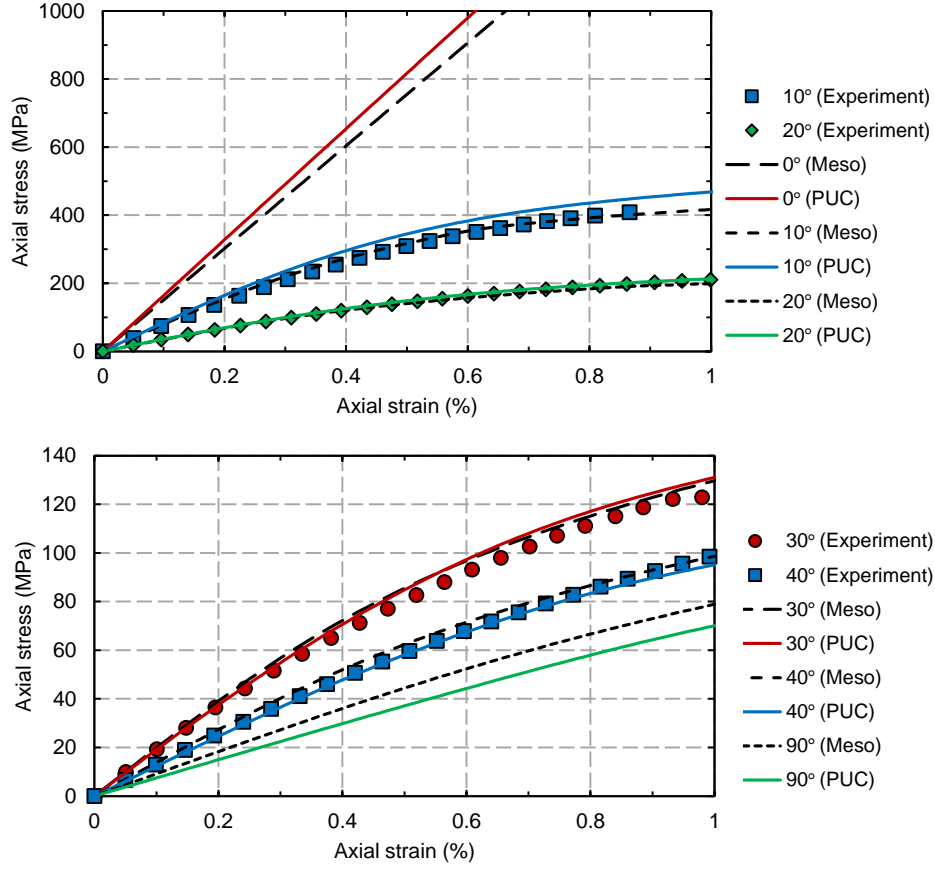 1000
800
600
400
200
0
Axial stress (MPa)
0
0.2
0.4
0.6
0.8
1
Axial strain (%)
10° (Experiment)
20° (Experiment)
0° (Meso)
0° (PUC)
10° (Meso)
10° (PUC)
20° (Meso)
20° (PUC)
140
120
100
80
60
40
20
0
Axial stress (MPa)
0
0.2
0.4
0.6
0.8
1
Axial strain (%)
30° (Experiment)
40° (Experiment)
30° (Meso)
30° (PUC)
40° (Meso)
40° (PUC)
90° (Meso)
90° (PUC)